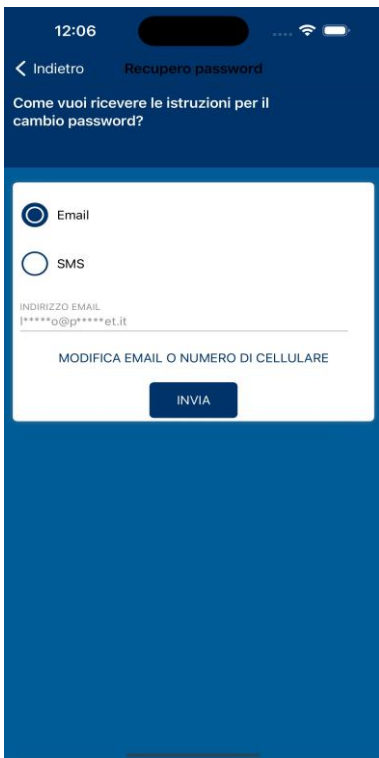 12:06
Indietro
Recupero password
Come vuoi ricevere le istruzioni per il
cambio password?
Email
SMS
INDIRIZZO EMAIL
l*****o@p*****et.it
MODIFICA EMAIL O NUMERO DI CELLULARE
INVIA